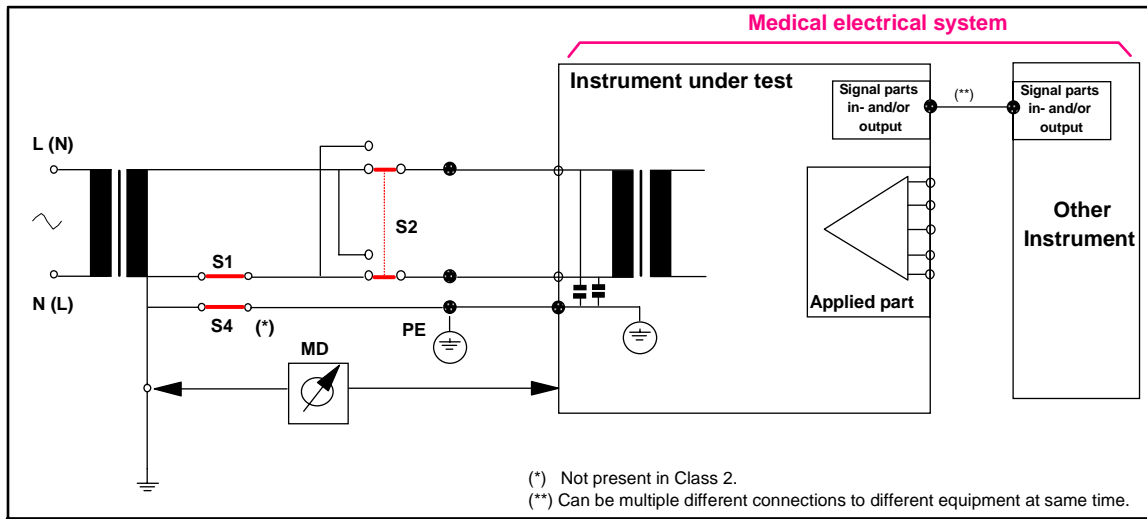 Medical electrical system
Instrument under test
Signal parts
in- and/or
output
(**)
Signal parts
in- and/or
output
L (N)
S2
Other
Instrument
S1
N (L)
S4
(*)
PE
Applied part
MD
(*) Not present in Class 2.
(**) Can be multiple different connections to different equipment at same time.